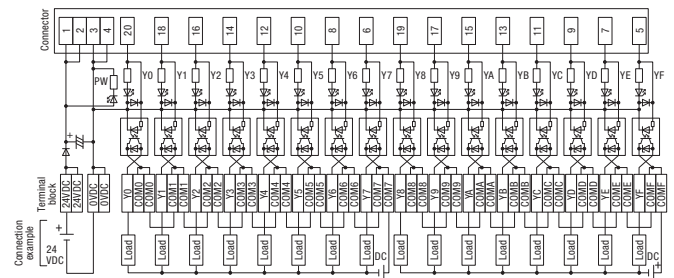 Connector
1 2 3 4 20 18 16 14 12 10 8 6 19 17 15 13 11 9 7 5
PW Y0 Y1 Y2 Y3 Y4 Y5 Y6 Y7 Y8 Y9 YA YB YC YD YE YF
+
Terminal block
24VDC 24VDC 0VDC 0VDC Y0 COM0 COM0 Y1 COM1 COM1 Y2 COM2 COM2 Y3 COM3 COM3 Y4 COM4 COM4 Y5 COM5 COM5 Y6 COM6 COM6 Y7 COM7 COM7 Y8 COM8 COM8 Y9 COM9 COM9 YA COMA COMA YB COMB COMB YC COMC COMC YD COMD COMD YE COME COME YF COMF COMF
Connection example
+
24 VDC
Load Load Load Load Load Load Load Load DC Load Load Load Load Load Load Load Load DC
+